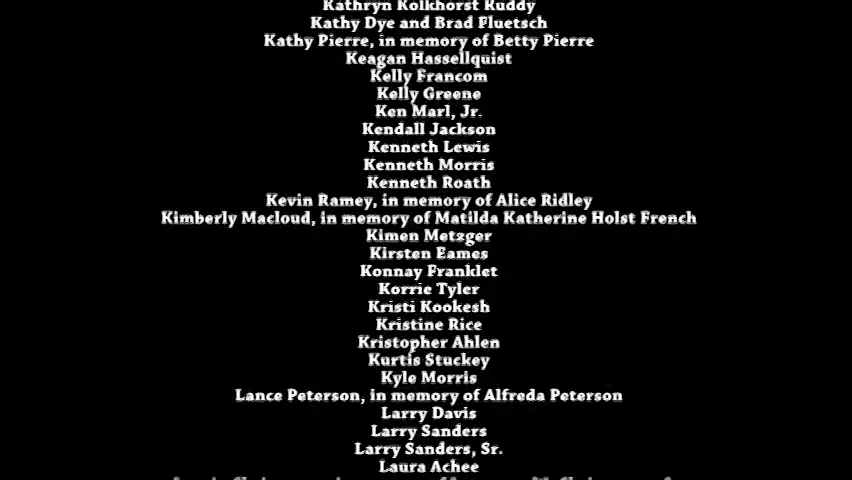 Kathryn Kolkhorst Ruddy
Kathy Dye and Brad Fluetsch
Kathy Pierre, in memory of Betty Pierre
Keagan Hassellquist
Kelly Francom
Kelly Greene
Ken Marl, Jr.
Kendall Jackson
Kenneth Lewis
Kenneth Morris
Kenneth Roath
Kevin Ramey, in memory of Alice Ridley
Kimberly Macloud, in memory of Matilda Katherine Holst French
Kimen Metzger
Kirsten Eames
Konnay Franklet
Korrie Tyler
Kristi Kookesh
Kristine Rice
Kristopher Ahlen
Kurtis Stuckey
Kyle Morris
Lance Peterson, in memory of Alfreda Peterson
Larry Davis
Larry Sanders
Larry Sanders, Sr.
Laura Achee